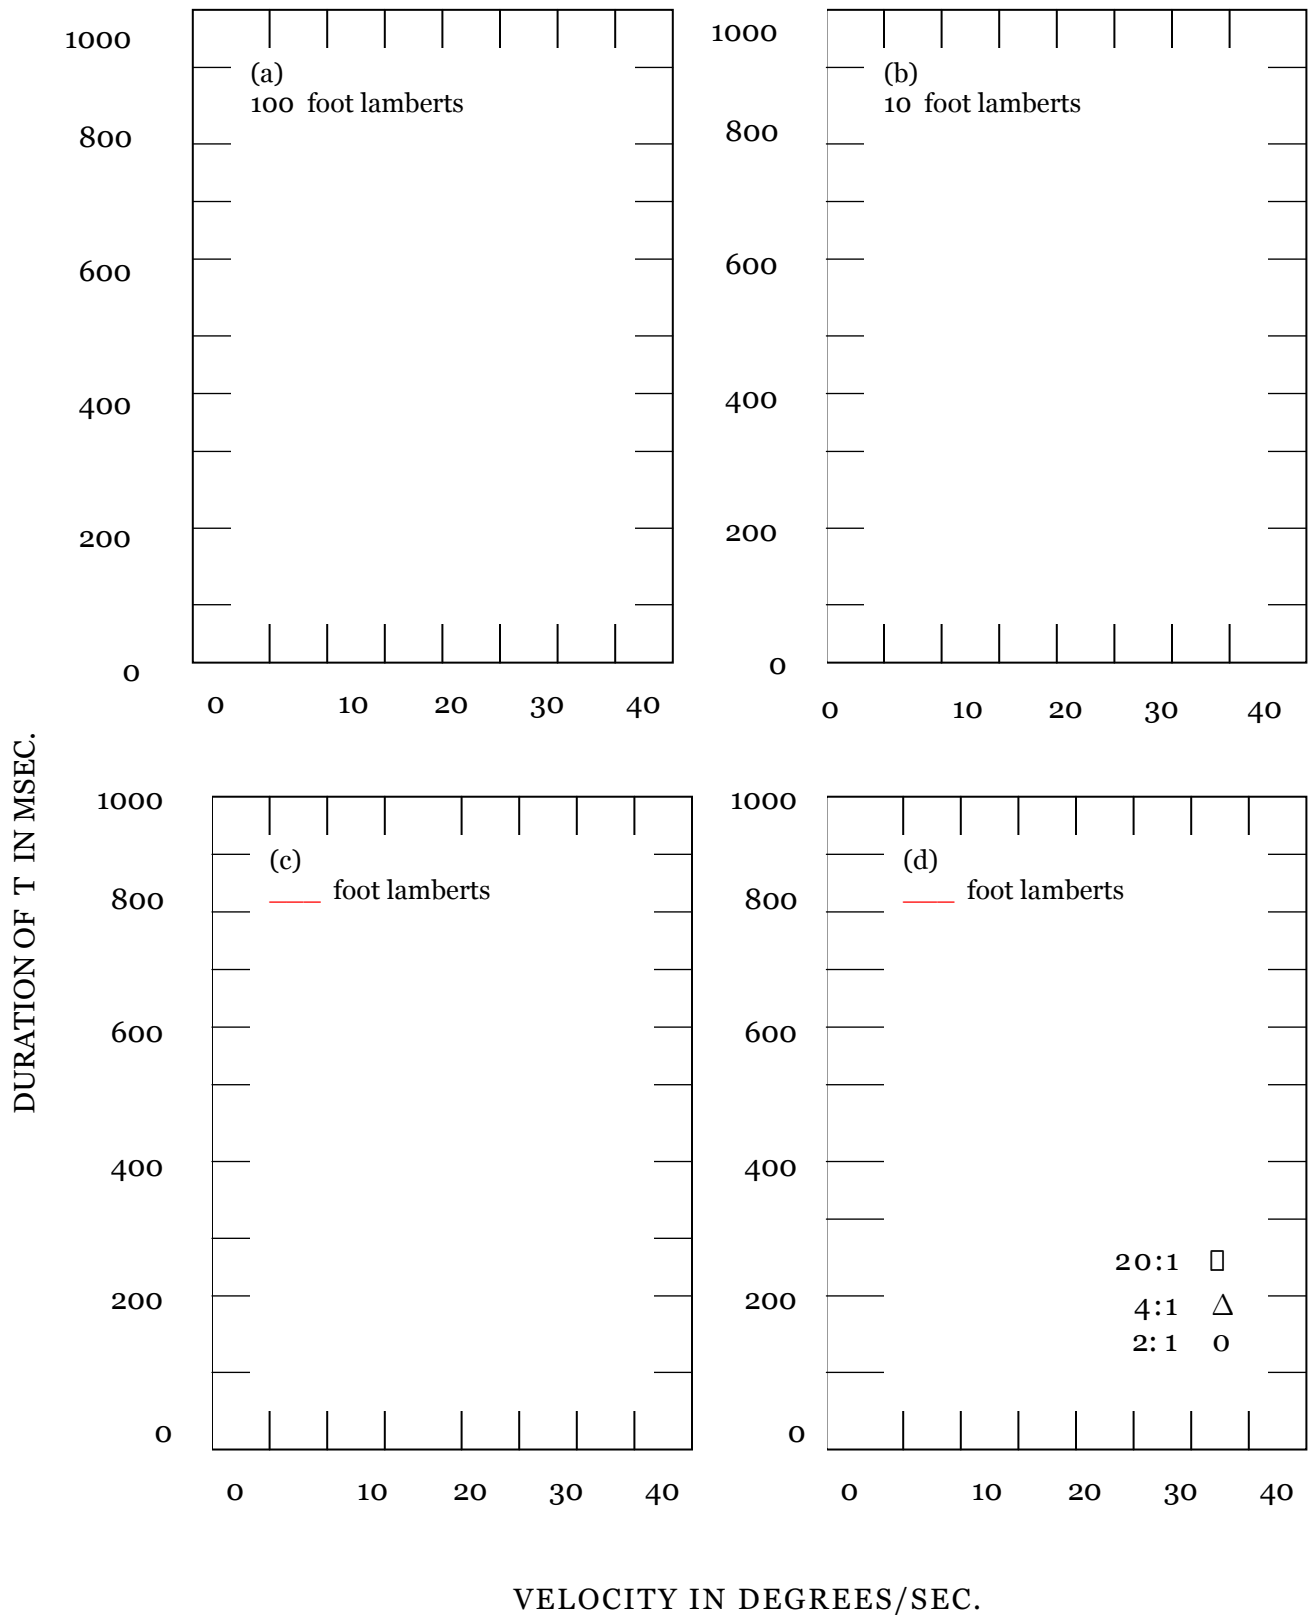 1000
(a)
100 foot lamberts
800
600
400
200
0
0 10 20 30 40
1000
(b)
10 foot lamberts
800
600
400
200
0
0 10 20 30 40
DURATION OF T IN MSEC.
1000
(c)
___ foot lamberts
800
600
400
200
0
0 10 20 30 40
1000
(d)
___ foot lamberts
800
600
400
20:1 ▯
200
4:1 Δ
2: 1 o
0
0 10 20 30 40
VELOCITY IN DEGREES/SEC.